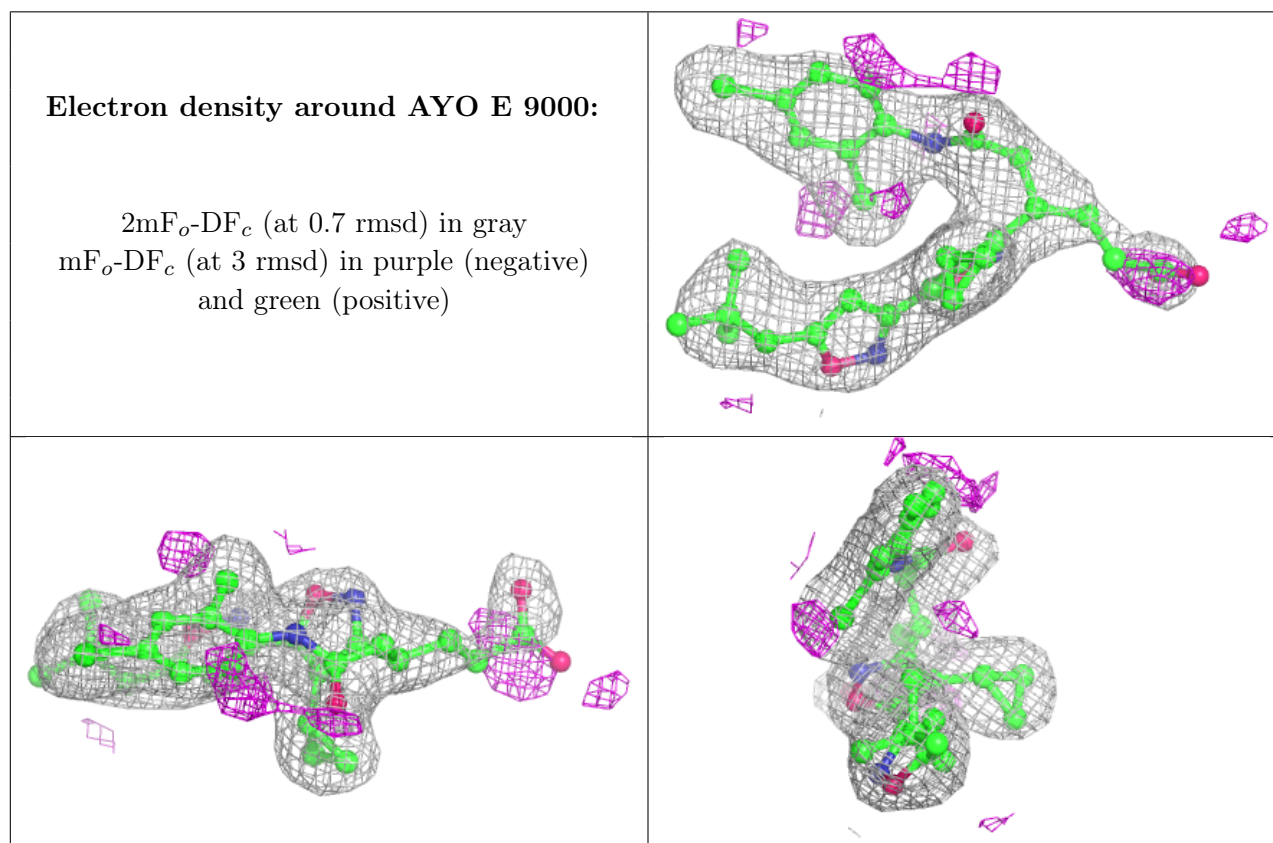 Electron density around AYO E 9000:
2mFo-DFc (at 0.7 rmsd) in gray
mFo-DFc (at 3 rmsd) in purple (negative)
and green (positive)